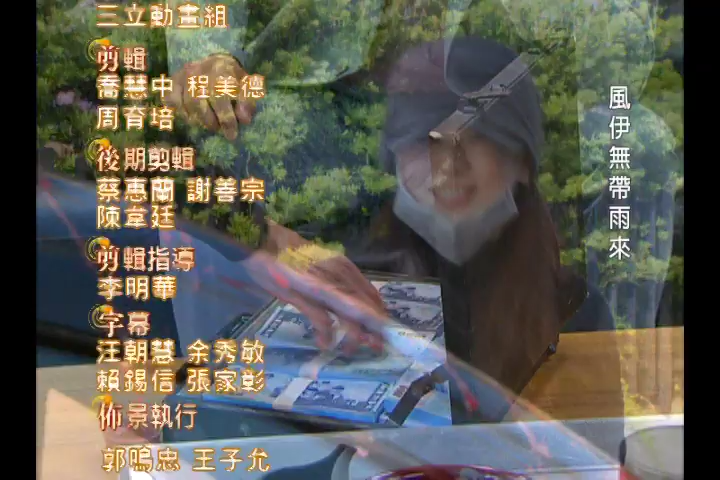 三立動畫組
剪輯
喬慧中 程美德
周育培
後期剪輯
蔡惠蘭 謝善宗
陳韋廷
剪輯指導
李明華
字幕
汪朝慧 余秀敏
賴錫信 張家彰
佈景執行
郭鳴忠 王子允
風伊無帶雨來